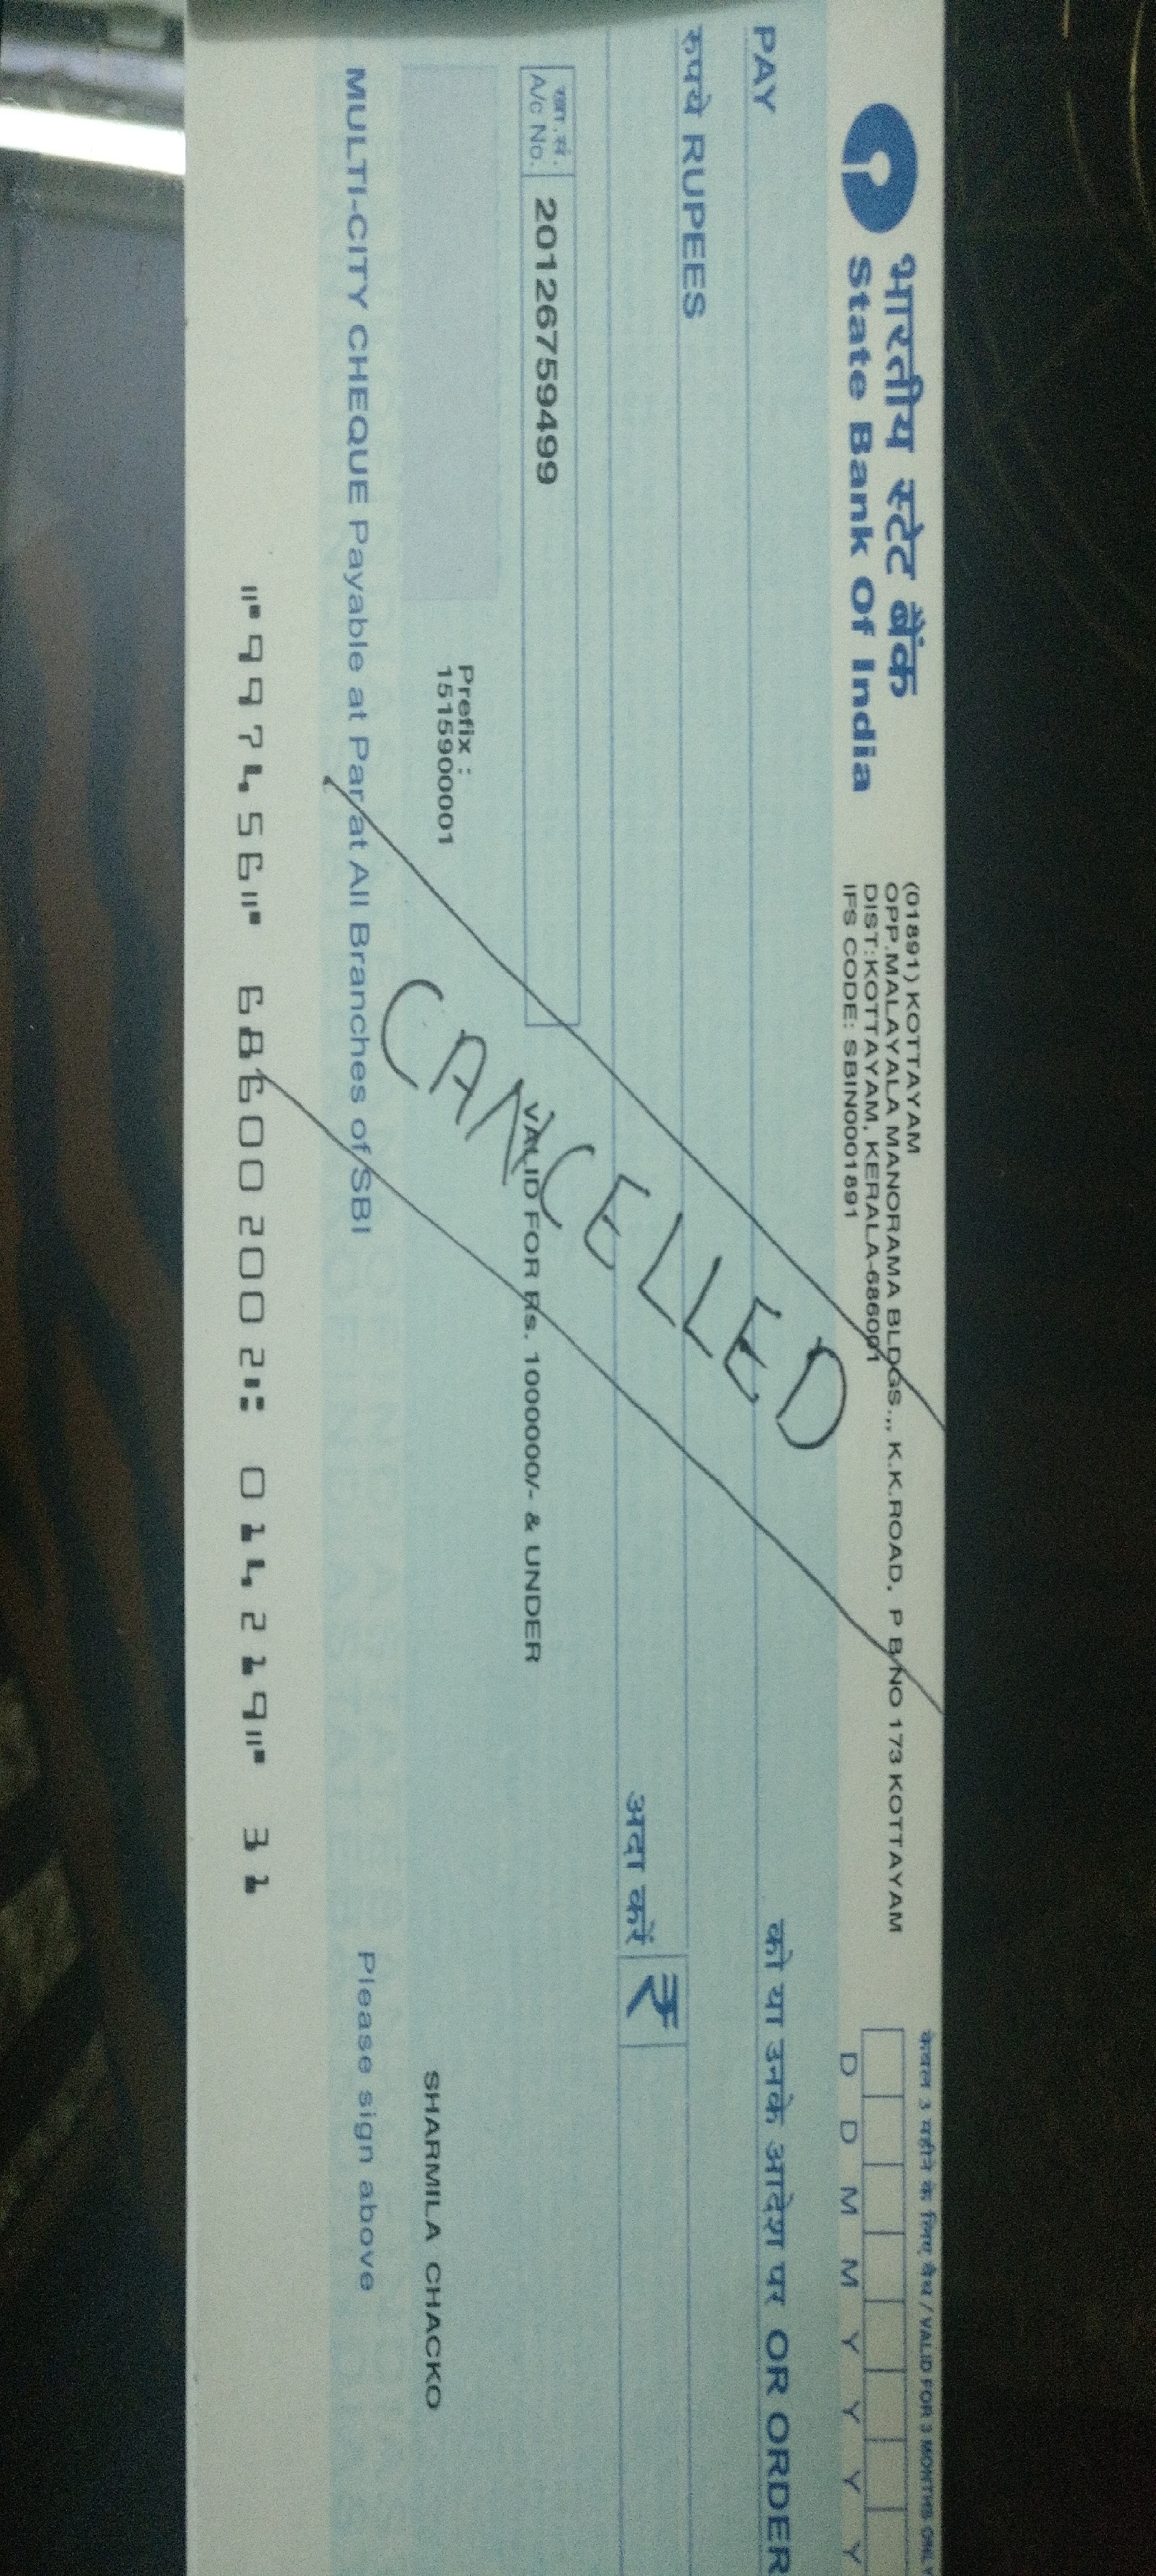 भारतीय स्टेट बैंक
State Bank Of India
(01891) KOTTAYAM
OPP.MALAYALA MANORAMA BLDGS.,, K.K.ROAD, P B NO 173 KOTTAYAM
DIST:KOTTAYAM, KERALA-686001
IFS CODE: SBIN0001891
केवल 3 महीने के लिए वैध / VALID FOR 3 MONTHS ONLY
D D M M Y Y Y Y
PAY
को या उनके आदेश पर OR ORDER
रुपये RUPEES
अदा करें ₹
खा.सं.
A/c No.
20126759499
VALID FOR Rs. 1000000/- & UNDER
CANCELLED
Prefix :
1515900001
SHARMILA CHACKO
MULTI-CITY CHEQUE Payable at Par at All Branches of SBI
Please sign above
⑈997456⑈ 686002002⑆ 014219⑈ 31